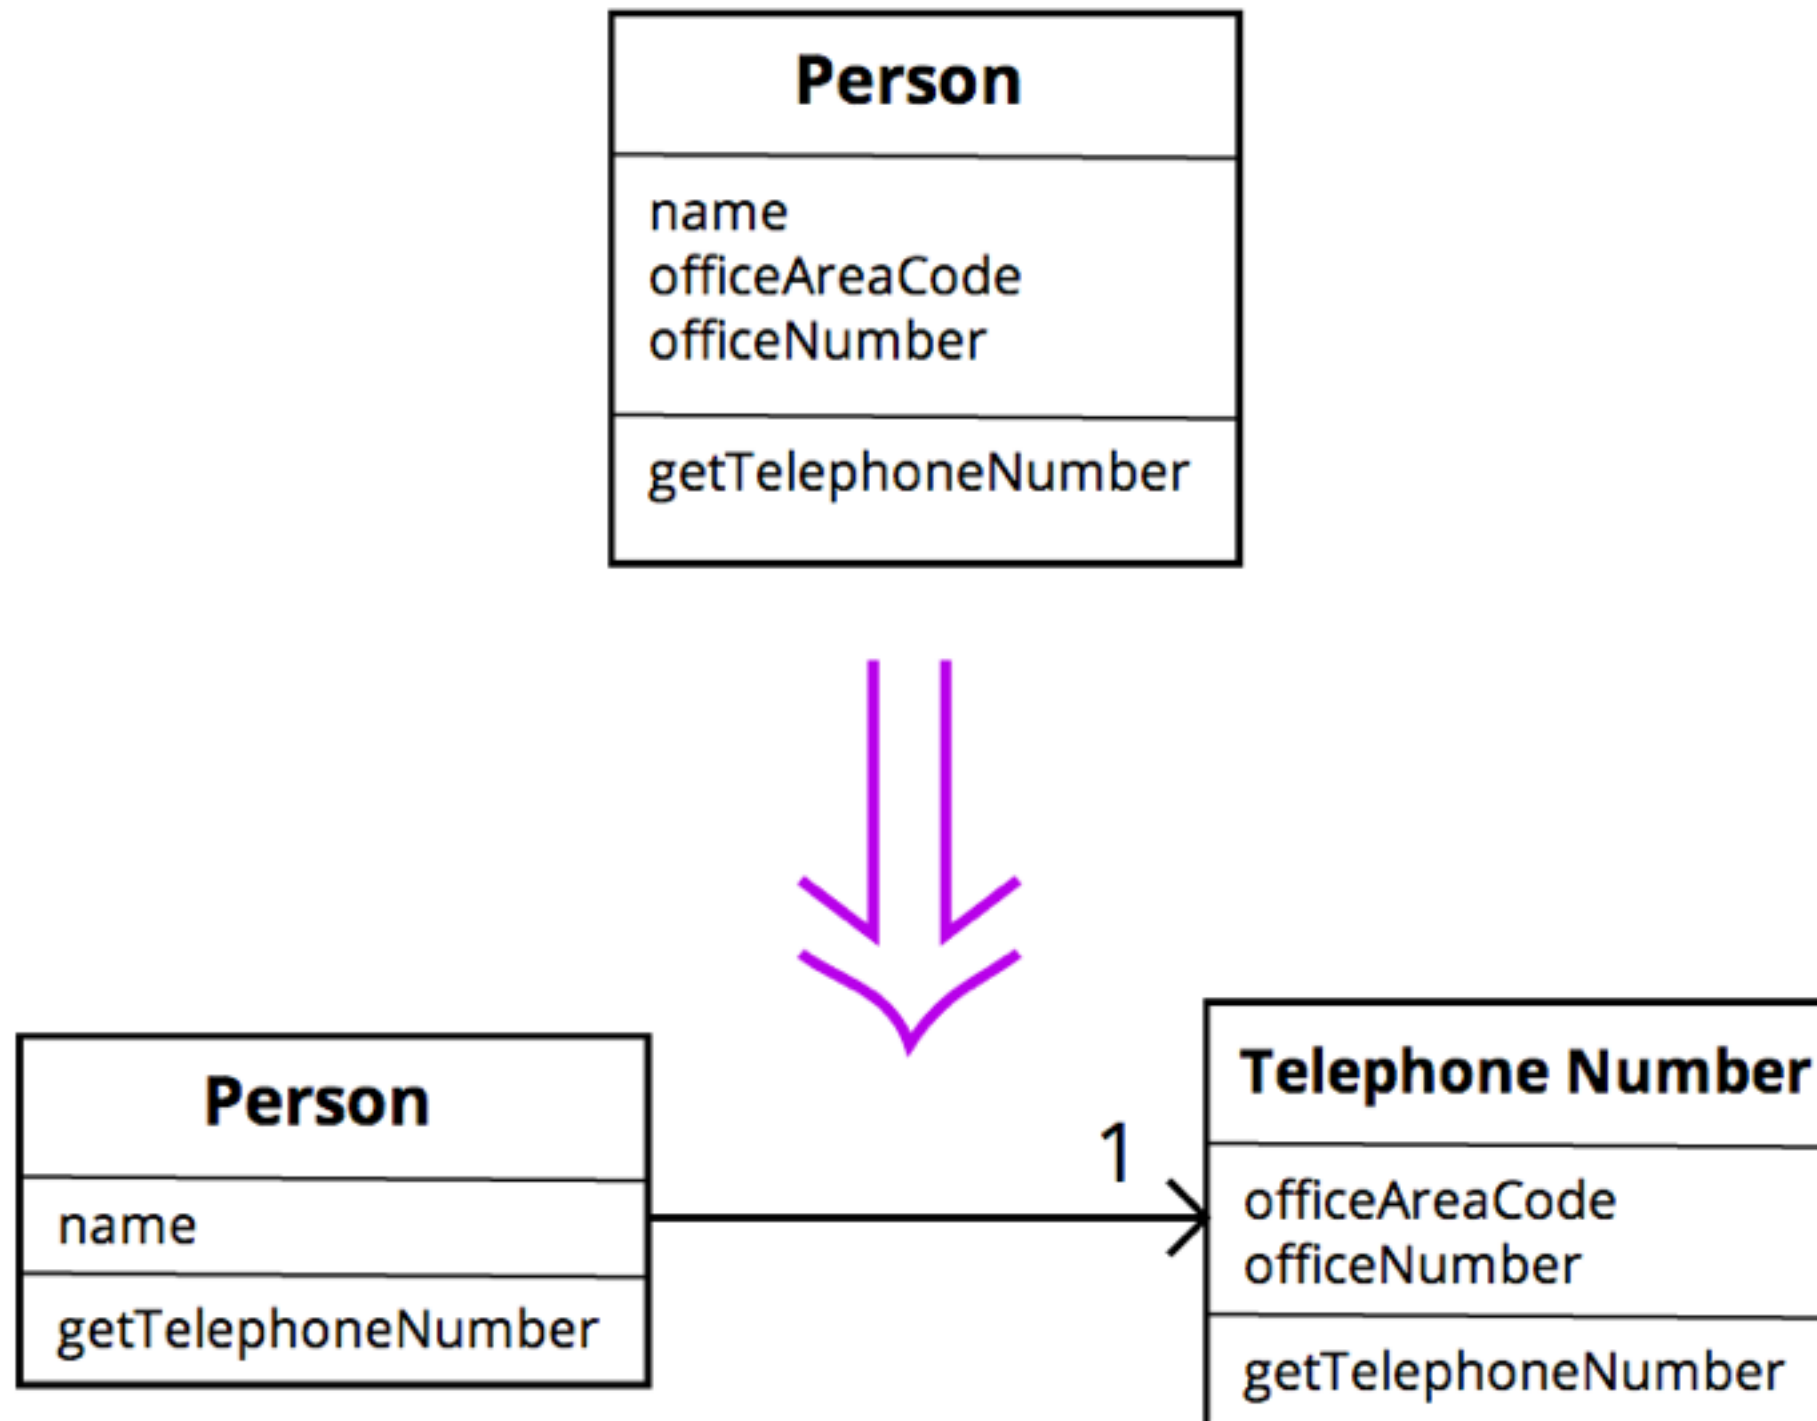 Person
name
officeAreaCode
officeNumber
getTelephoneNumber
Person
name
getTelephoneNumber
1
Telephone Number
officeAreaCode
officeNumber
getTelephoneNumber